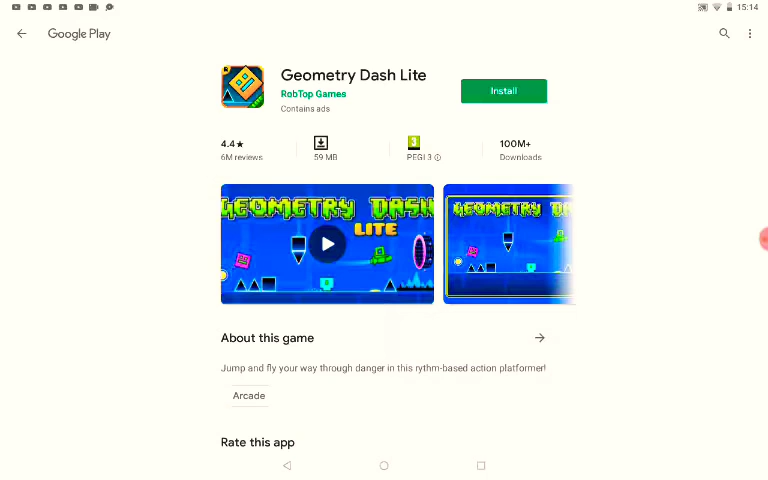 15:14
Google Play
Geometry Dash Lite
RobTop Games
Contains ads
Install
4.4★
6M reviews
59 MB
3
PEGI 3
100M+
Downloads
GEOMETRY DASH
LITE
GEOMETRY D
About this game
Jump and fly your way through danger in this rythm-based action platformer!
Arcade
Rate this app